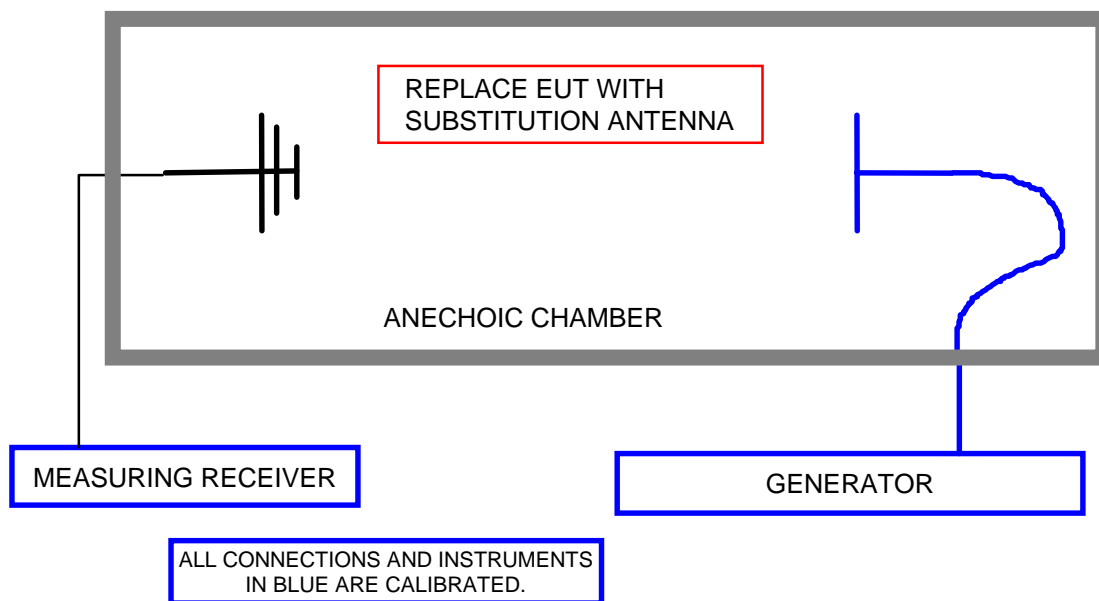 REPLACE EUT WITH
SUBSTITUTION ANTENNA
ANECHOIC CHAMBER
MEASURING RECEIVER
GENERATOR
ALL CONNECTIONS AND INSTRUMENTS
IN BLUE ARE CALIBRATED.